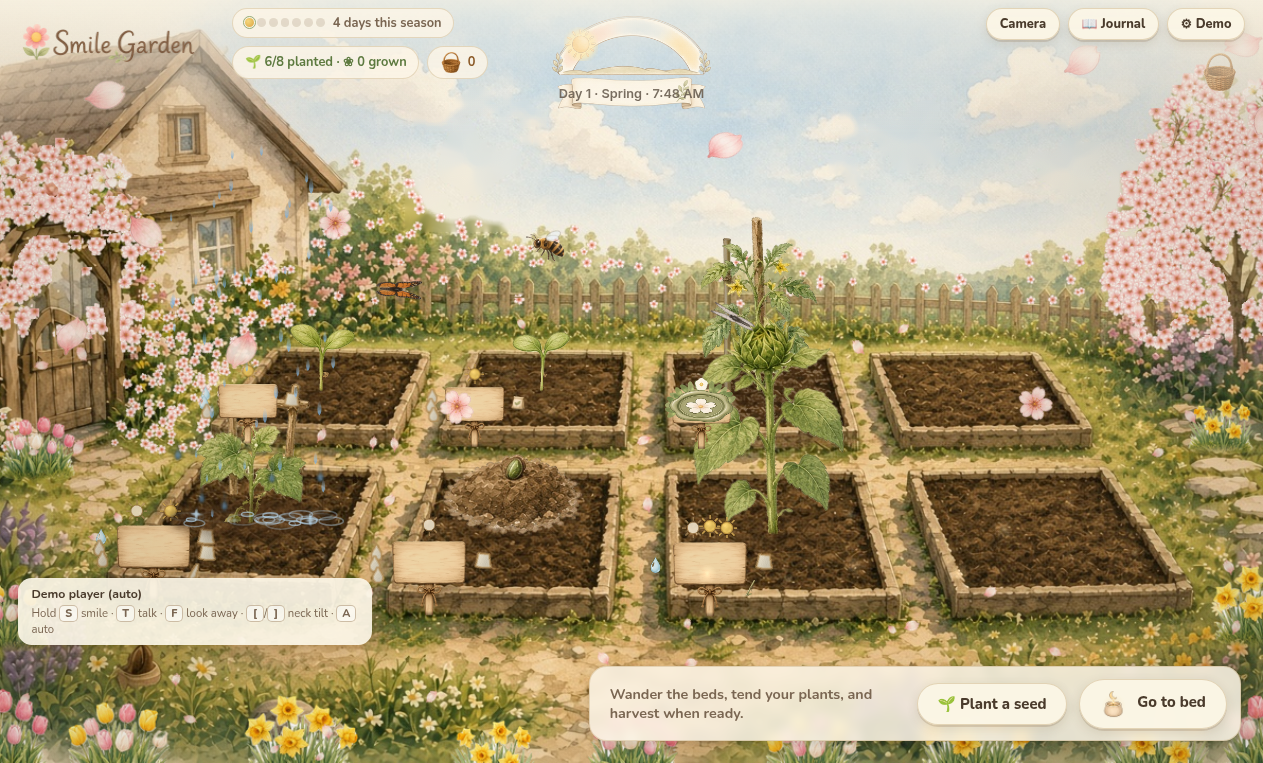 Smile Garden
4 days this season
6/8 planted · ❀ 0 grown
0
Day 1 · Spring · 7:48 AM
Camera
Journal
Demo
Demo player (auto)
Hold S smile · T talk · F look away · [ / ] neck tilt · A
auto
Wander the beds, tend your plants, and
harvest when ready.
Plant a seed
Go to bed